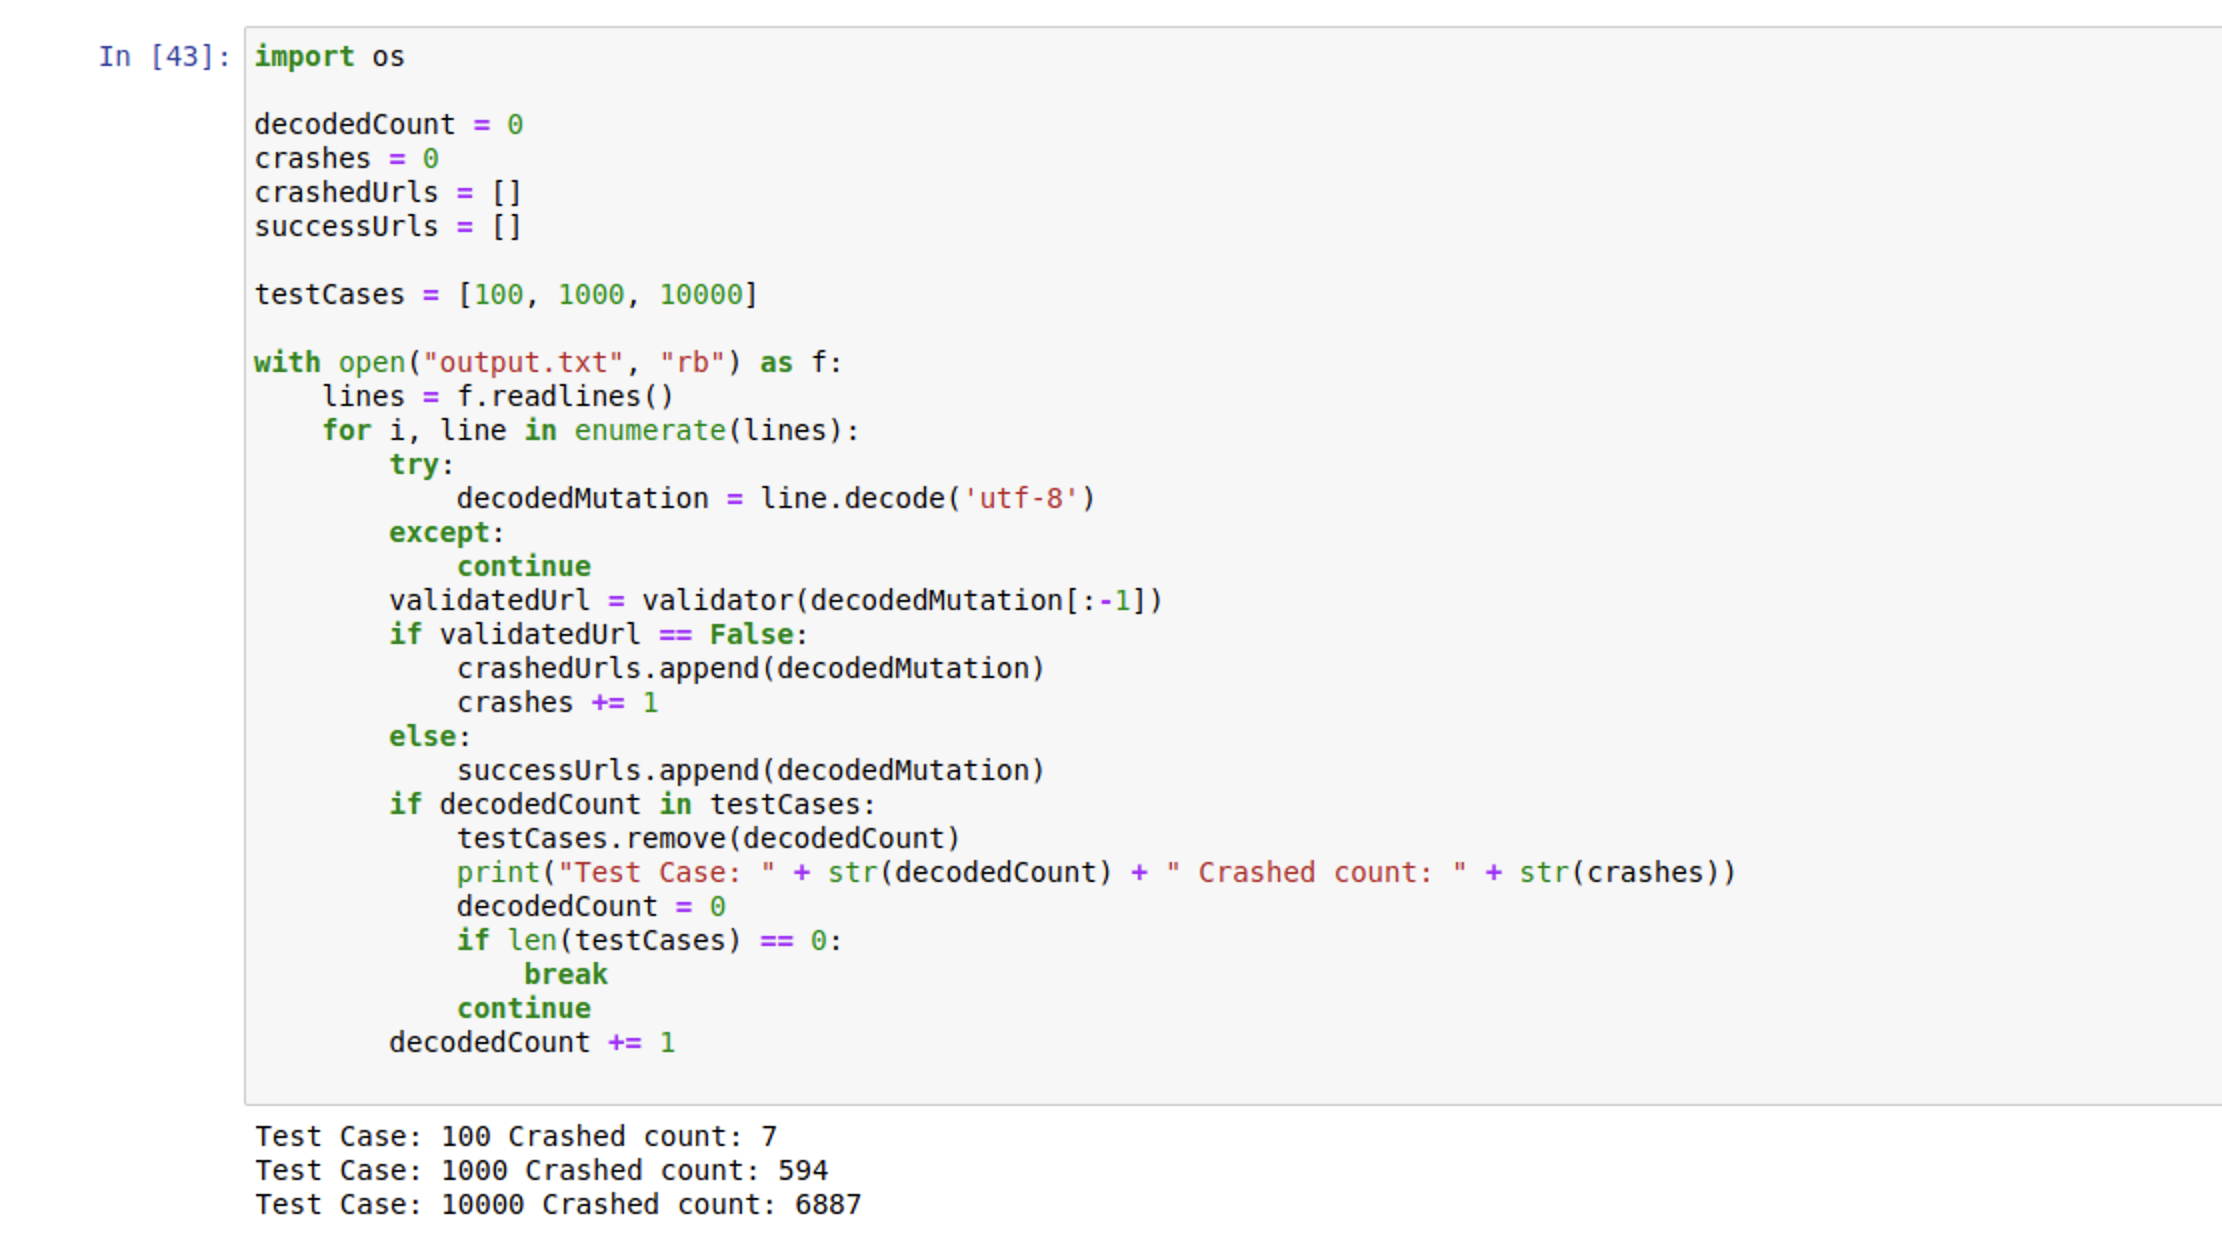 In [43]:
import os
decodedCount = 0
crashes = 0
crashedUrls = []
successUrls = []
testCases = [100, 1000, 10000]
with open("output.txt", "rb") as f:
    lines = f.readlines()
    for i, line in enumerate(lines):
        try:
            decodedMutation = line.decode('utf-8')
        except:
            continue
        validatedUrl = validator(decodedMutation[:-1])
        if validatedUrl == False:
            crashedUrls.append(decodedMutation)
            crashes += 1
        else:
            successUrls.append(decodedMutation)
        if decodedCount in testCases:
            testCases.remove(decodedCount)
            print("Test Case: " + str(decodedCount) + " Crashed count: " + str(crashes))
            decodedCount = 0
            if len(testCases) == 0:
                break
            continue
        decodedCount += 1
Test Case: 100 Crashed count: 7
Test Case: 1000 Crashed count: 594
Test Case: 10000 Crashed count: 6887